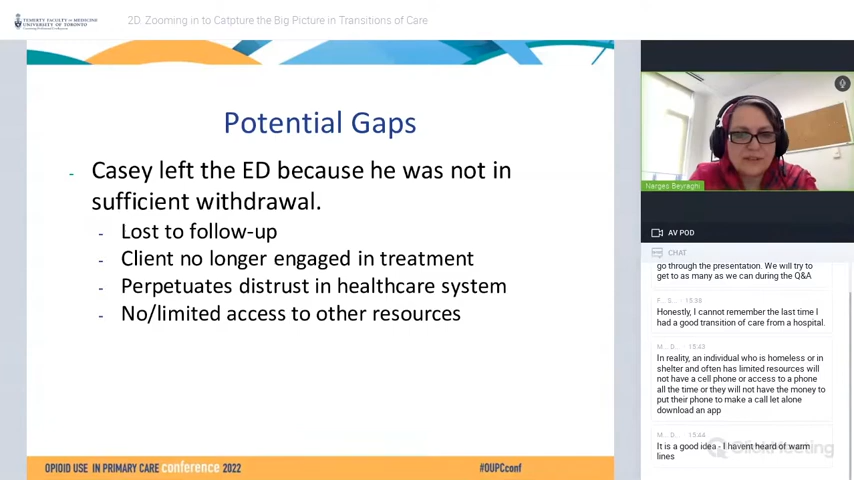 TEMERTY FACULTY OF MEDICINE
UNIVERSITY OF TORONTO
2D: Zooming in to Catpture the Big Picture in Transitions of Care
Potential Gaps
- Casey left the ED because he was not in
sufficient withdrawal.
- Lost to follow-up
- Client no longer engaged in treatment
- Perpetuates distrust in healthcare system
- No/limited access to other resources
OPIOID USE IN PRIMARY CARE conference 2022
#OUPCconf
Narges Beyraghi
AV POD
CHAT
go through the presentation. We will try to
get to as many as we can during the Q&A
F... S... · 15:38
Honestly, I cannot remember the last time I
had a good transition of care from a hospital.
M... D... · 15:43
In reality, an individual who is homeless or in
shelter and often has limited resources will
not have a cell phone or access to a phone
all the time or they will not have the money to
put their phone to make a call let alone
download an app
M... D... · 15:44
It is a good idea - I havent heard of warm
lines
ClickMeeting